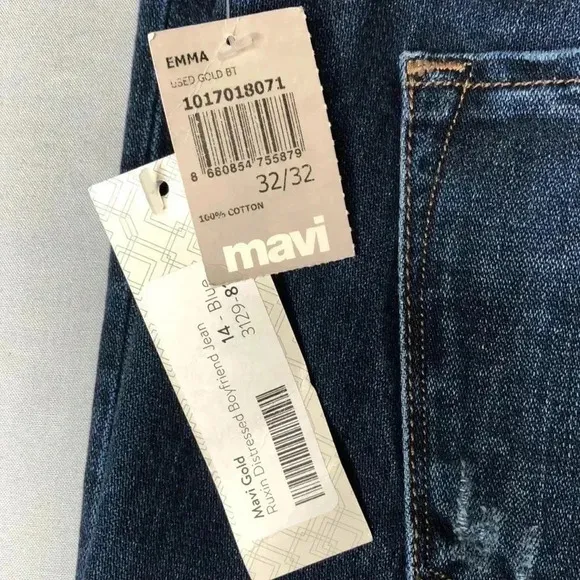 EMMA
USED GOLD BT
1017018071
8 680854 755879
32/32
100% COTTON
mavi
Mavi Gold
Ruxin Distressed Boyfriend Jean
14 - Blue
3129-8